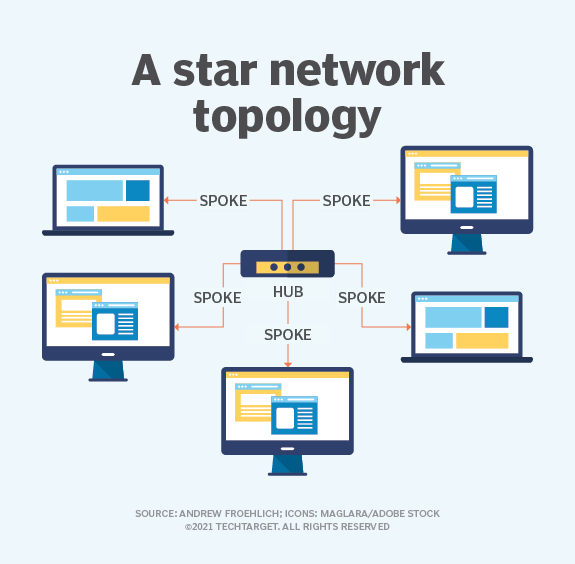 A star network
topology
SPOKE
SPOKE
SPOKE
HUB
SPOKE
SPOKE
SOURCE: ANDREW FROEHLICH; ICONS: MAGLARA/ADOBE STOCK
©2021 TECHTARGET. ALL RIGHTS RESERVED